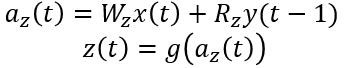 a_z(t) = W_z x(t) + R_z y(t − 1)
z(t) = g(a_z(t))